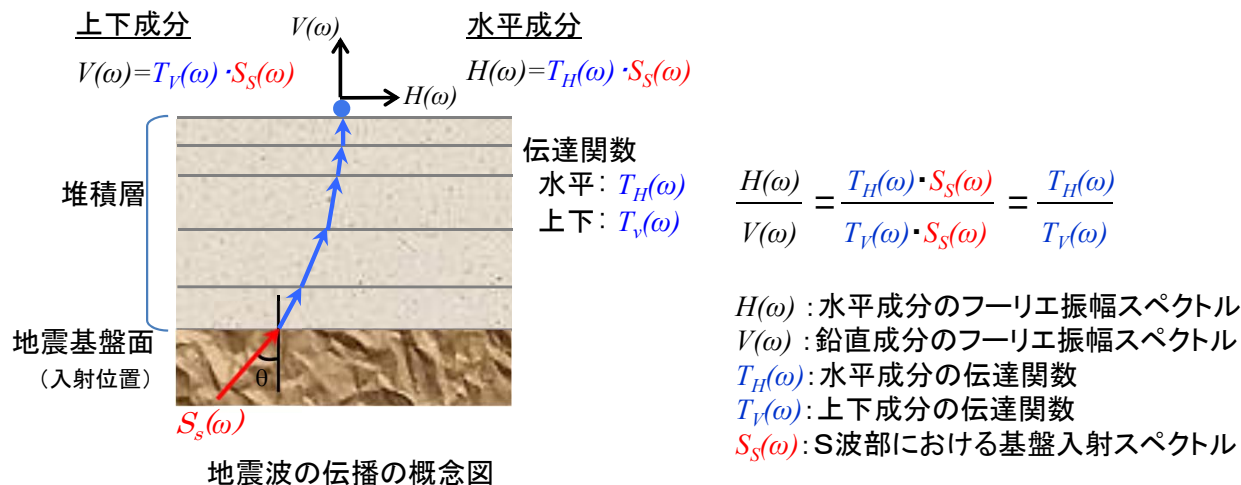 上下成分
V(ω)=T_V(ω)・S_S(ω)
V(ω)
H(ω)
水平成分
H(ω)=T_H(ω)・S_S(ω)
堆積層
伝達関数
水平: T_H(ω)
上下: T_v(ω)
地震基盤面
(入射位置)
θ
S_s(ω)
地震波の伝播の概念図
H(ω)/V(ω) = T_H(ω)・S_S(ω)/T_V(ω)・S_S(ω) = T_H(ω)/T_V(ω)
H(ω):水平成分のフーリエ振幅スペクトル
V(ω):鉛直成分のフーリエ振幅スペクトル
T_H(ω):水平成分の伝達関数
T_V(ω):上下成分の伝達関数
S_S(ω):S波部における基盤入射スペクトル